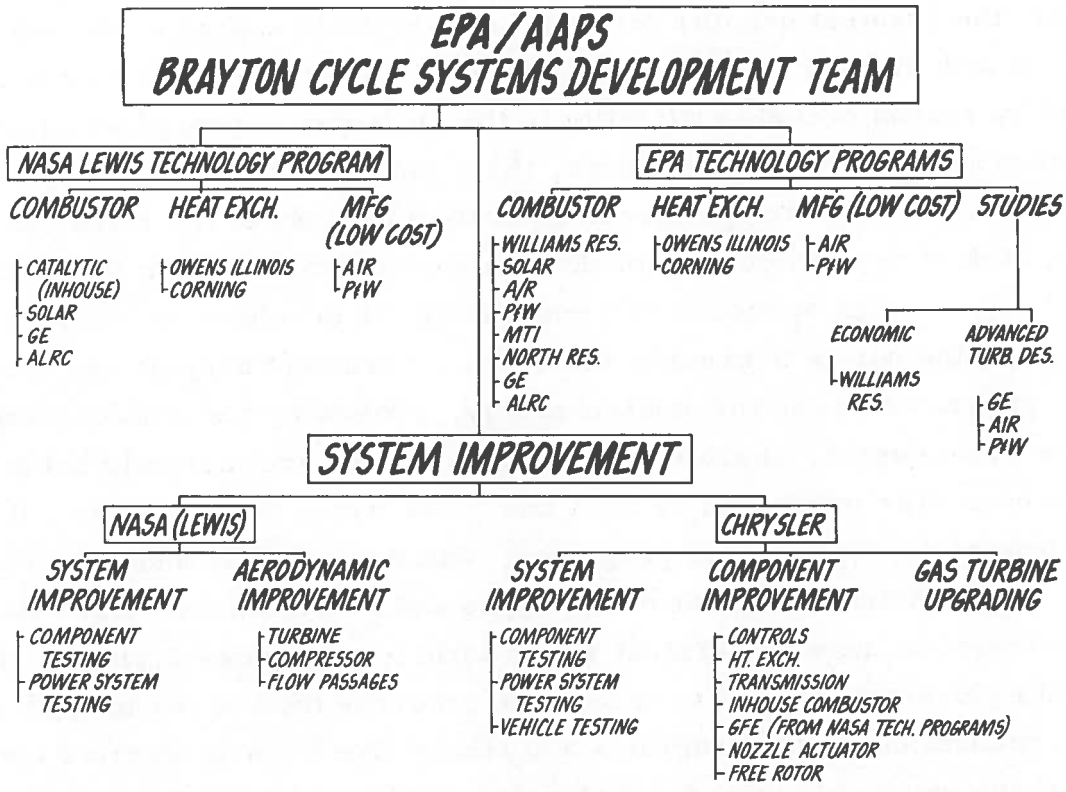 EPA/AAPS
BRAYTON CYCLE SYSTEMS DEVELOPMENT TEAM
NASA LEWIS TECHNOLOGY PROGRAM
COMBUSTOR
CATALYTIC
(INHOUSE)
SOLAR
GE
ALRC
HEAT EXCH.
OWENS ILLINOIS
CORNING
MFG
(LOW COST)
AIR
P&W
EPA TECHNOLOGY PROGRAMS
COMBUSTOR
WILLIAMS RES.
SOLAR
A/R
P&W
MTI
NORTH RES.
GE
ALRC
HEAT EXCH.
OWENS ILLINOIS
CORNING
MFG (LOW COST)
AIR
P&W
STUDIES
ECONOMIC
WILLIAMS
RES.
ADVANCED
TURB. DES.
GE
AIR
P&W
SYSTEM IMPROVEMENT
NASA (LEWIS)
SYSTEM
IMPROVEMENT
COMPONENT
TESTING
POWER SYSTEM
TESTING
AERODYNAMIC
IMPROVEMENT
TURBINE
COMPRESSOR
FLOW PASSAGES
CHRYSLER
SYSTEM
IMPROVEMENT
COMPONENT
TESTING
POWER SYSTEM
TESTING
VEHICLE TESTING
COMPONENT
IMPROVEMENT
CONTROLS
HT. EXCH.
TRANSMISSION
INHOUSE COMBUSTOR
GFE (FROM NASA TECH. PROGRAMS)
NOZZLE ACTUATOR
FREE ROTOR
GAS TURBINE
UPGRADING